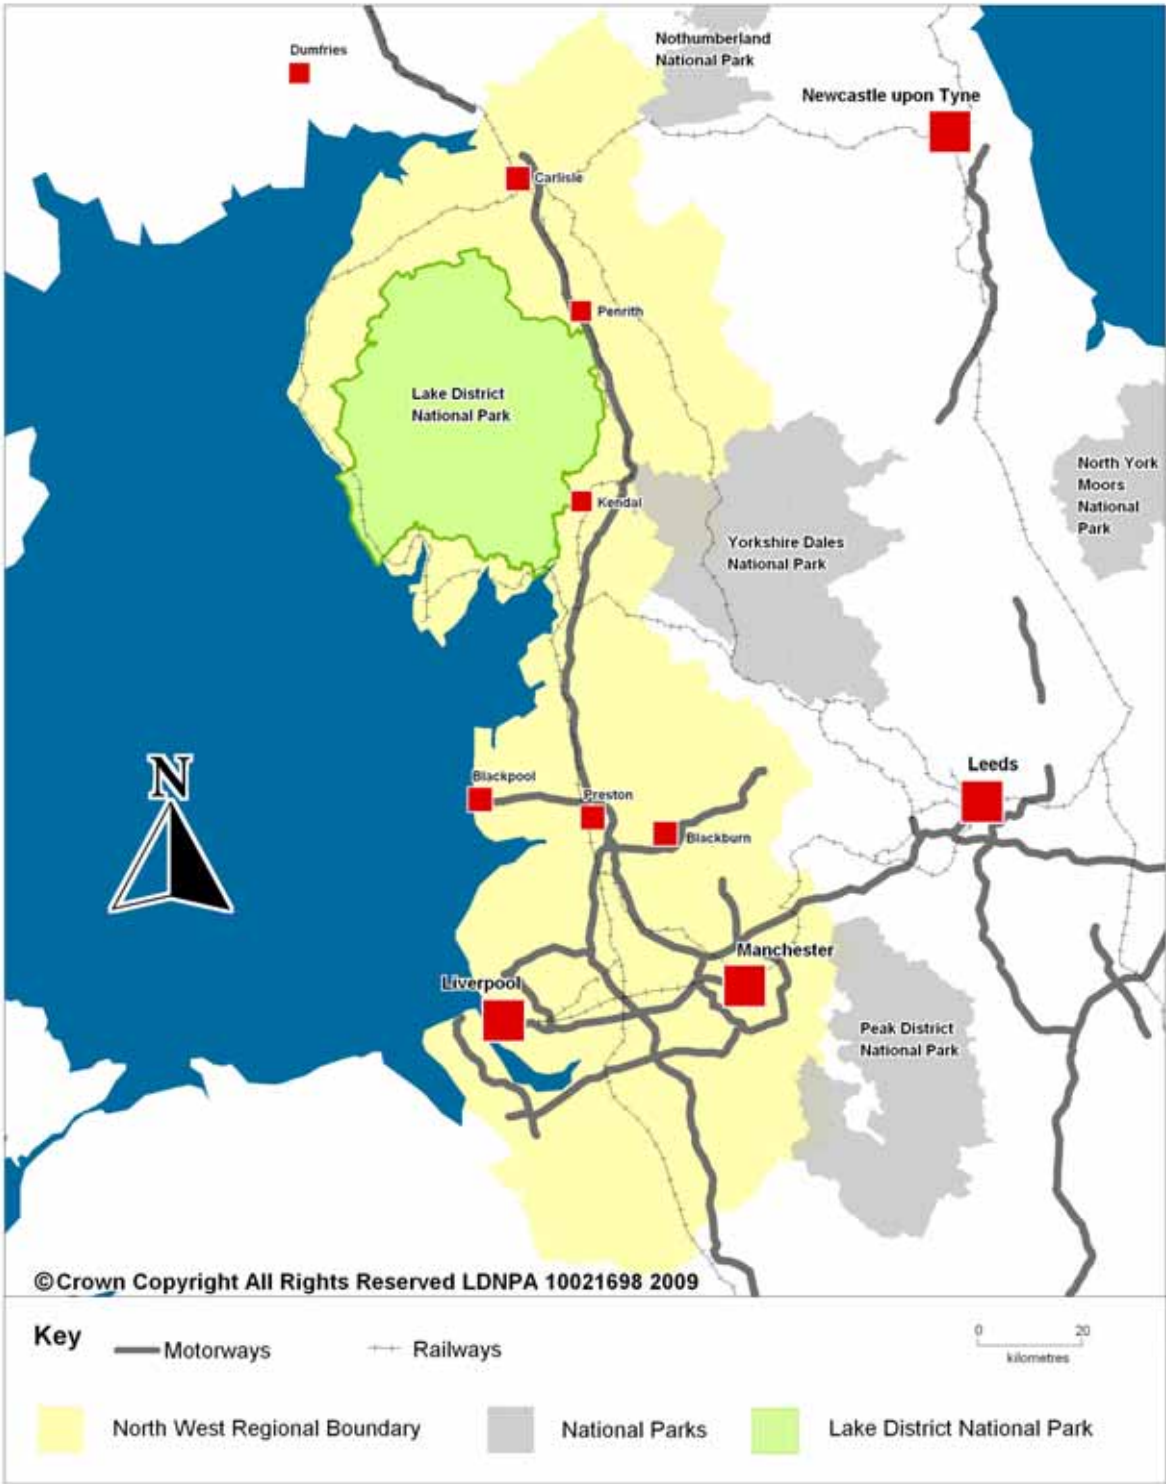 Dumfries
Nothumberland
National Park
Newcastle upon Tyne
Carlisle
Penrith
Lake District
National Park
North York
Moors
National
Park
Kendal
Yorkshire Dales
National Park
N
Blackpool
Preston
Leeds
Blackburn
Manchester
Liverpool
Peak District
National Park
©Crown Copyright All Rights Reserved LDNPA 10021698 2009
Key
Motorways
Railways
0 20
kilometres
North West Regional Boundary
National Parks
Lake District National Park